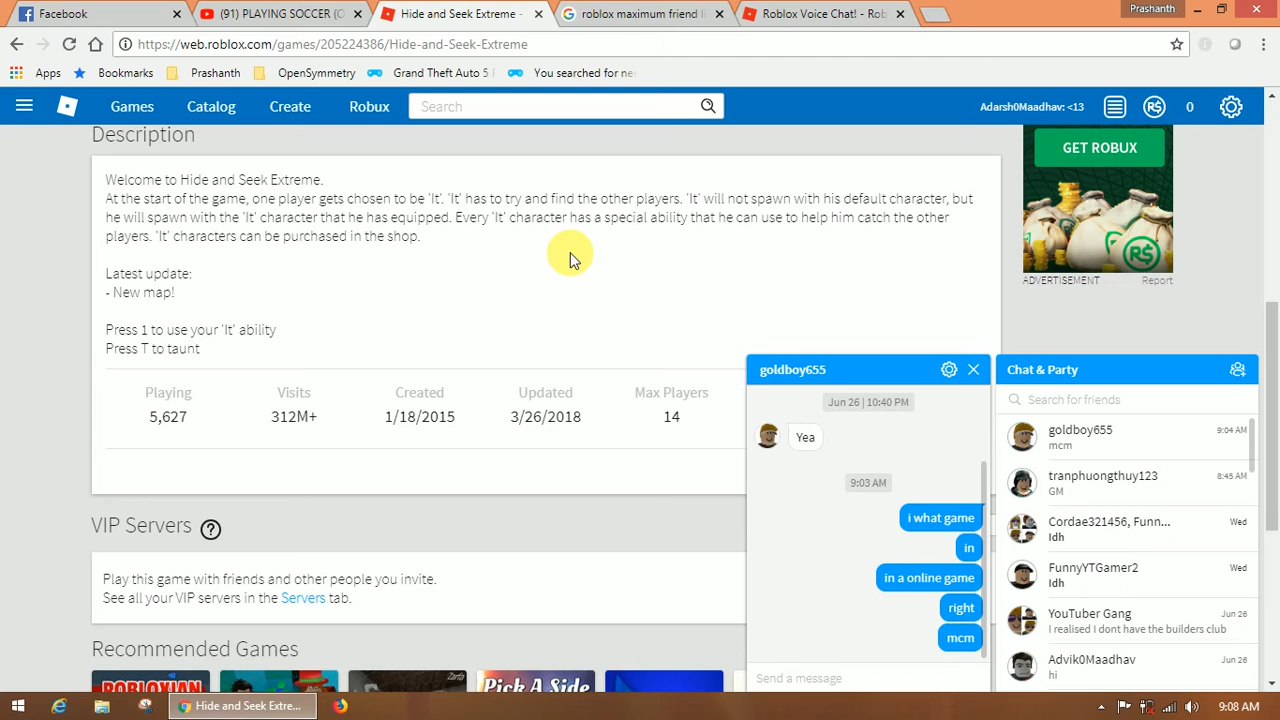 Facebook
(91) PLAYING SOCCER (
Hide and Seek Extreme -
roblox maximum friend li
Roblox Voice Chat! - Rob
Prashanth
https://web.roblox.com/games/205224386/Hide-and-Seek-Extreme
Apps
Bookmarks
Prashanth
OpenSymmetry
Grand Theft Auto 5
You searched for ne
Games
Catalog
Create
Robux
Search
Adarsh0Maadhav: <13
R$
0
Description
GET ROBUX
Welcome to Hide and Seek Extreme.
At the start of the game, one player gets chosen to be 'It'. 'It' has to try and find the other players. 'It' will not spawn with his default character, but
he will spawn with the 'It' character that he has equipped. Every 'It' character has a special ability that he can use to help him catch the other
players. 'It' characters can be purchased in the shop.
R$
ADVERTISEMENT
Report
Latest update:
- New map!
Press 1 to use your 'It' ability
Press T to taunt
Playing
Visits
Created
Updated
Max Players
5,627
312M+
1/18/2015
3/26/2018
14
VIP Servers
?
Play this game with friends and other people you invite.
See all your VIP servers in the Servers tab.
Recommended Games
ROBLOXIAN
Zarfa
PICK A SIDE
goldboy655
Jun 26 | 10:40 PM
Yea
9:03 AM
i what game
in
in a online game
right
mcm
Send a message
Chat & Party
Search for friends
goldboy655
9:04 AM
mcm
tranphuongthuy123
8:45 AM
GM
Cordae321456, Funn...
Wed
Idh
FunnyYTGamer2
Wed
Idh
YouTuber Gang
Jun 26
I realised I dont have the builders club
Advik0Maadhav
Jun 26
hi
Hide and Seek Extre...
9:08 AM